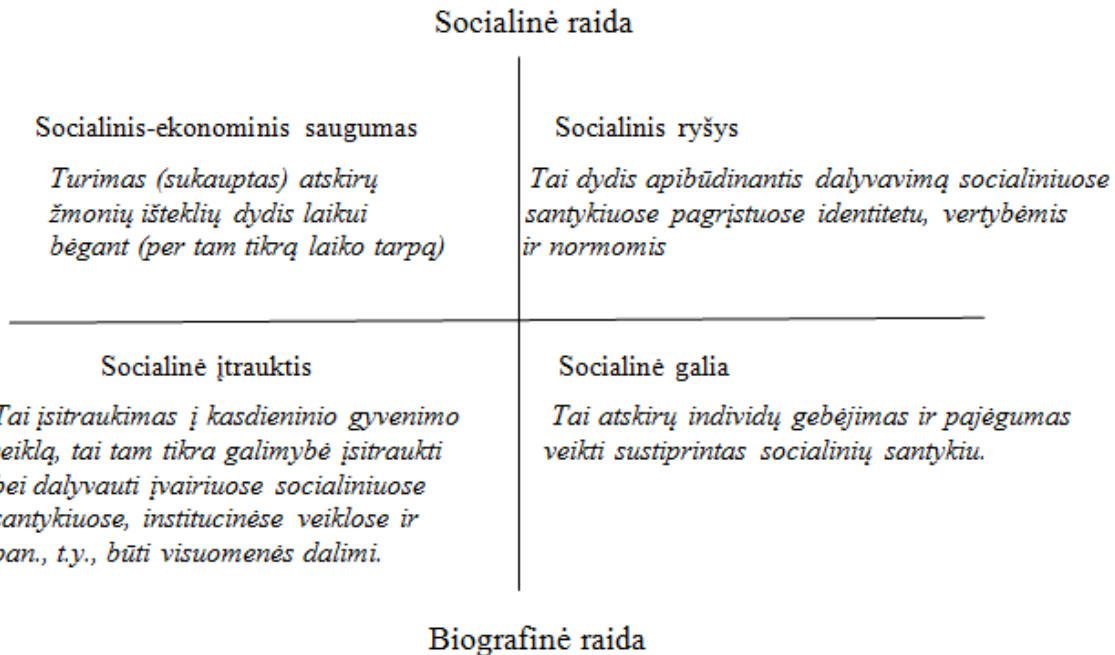 Socialinė raida
Socialinis-ekonominis saugumas
Turimas (sukauptas) atskirų
žmonių išteklių dydis laikui
bėgant (per tam tikrą laiko tarpą)
Socialinis ryšys
Tai dydis apibūdinantis dalyvavimą socialiniuose
santykiuose pagrįstuose identitetu, vertybėmis
ir normomis
Socialinė įtrauktis
Tai įsitraukimas į kasdieninio gyvenimo
veiklą, tai tam tikra galimybė įsitraukti
bei dalyvauti įvairiuose socialiniuose
santykiuose, institucinėse veiklose ir
pan., t.y., būti visuomenės dalimi.
Socialinė galia
Tai atskirų individų gebėjimas ir pajėgumas
veikti sustiprintas socialinių santykiu.
Biografinė raida